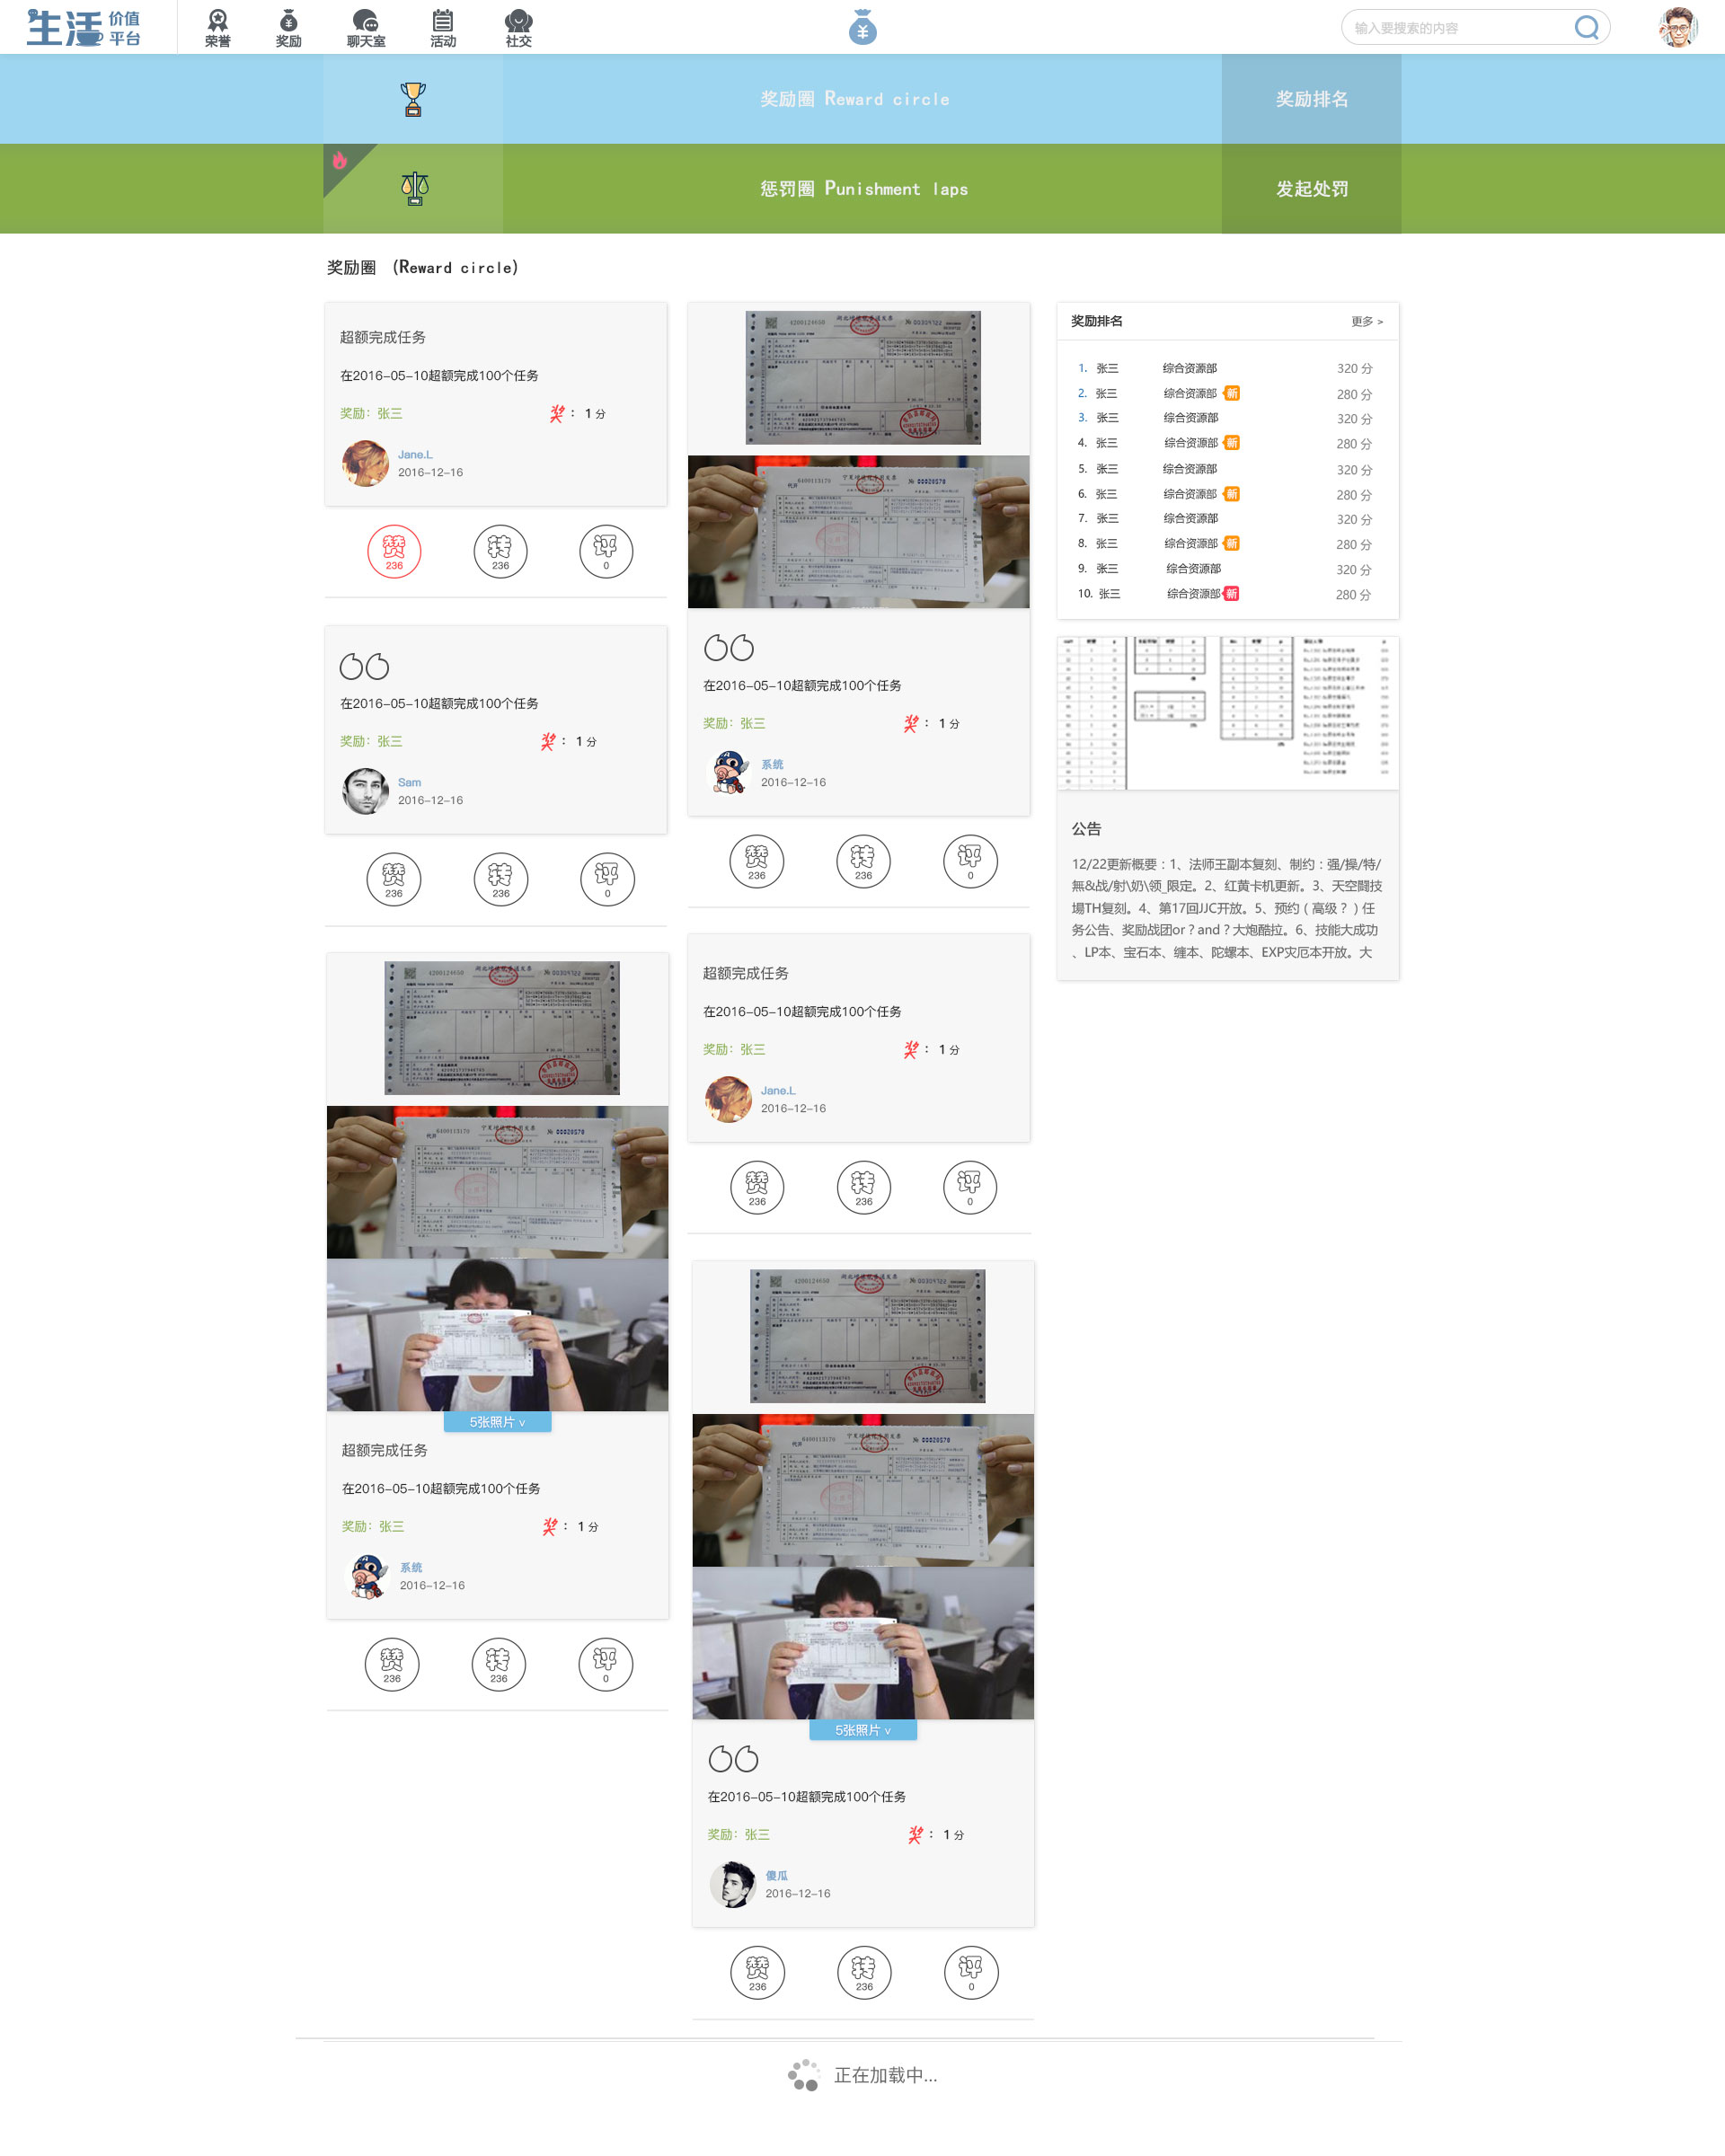 生活 价值平台
荣誉
奖励
聊天室
活动
社交
输入要搜索的内容
奖励圈 Reward circle
奖励排名
惩罚圈 Punishment laps
发起处罚
奖励圈 (Reward circle)
超额完成任务
在2016-05-10超额完成100个任务
奖励: 张三
奖 : 1 分
Jane.L
2016-12-16
赞 236
转 236
评 0
在2016-05-10超额完成100个任务
奖励: 张三
奖 : 1 分
Sam
2016-12-16
赞 236
转 236
评 0
5张照片 v
超额完成任务
在2016-05-10超额完成100个任务
奖励: 张三
奖 : 1 分
系统
2016-12-16
赞 236
转 236
评 0
在2016-05-10超额完成100个任务
奖励: 张三
奖 : 1 分
系统
2016-12-16
赞 236
转 236
评 0
超额完成任务
在2016-05-10超额完成100个任务
奖励: 张三
奖 : 1 分
Jane.L
2016-12-16
赞 236
转 236
评 0
5张照片 v
在2016-05-10超额完成100个任务
奖励: 张三
奖 : 1 分
傻瓜
2016-12-16
赞 236
转 236
评 0
奖励排名 更多 >
1. 张三 综合资源部 320 分
2. 张三 综合资源部 新 280 分
3. 张三 综合资源部 320 分
4. 张三 综合资源部 新 280 分
5. 张三 综合资源部 320 分
6. 张三 综合资源部 新 280 分
7. 张三 综合资源部 320 分
8. 张三 综合资源部 新 280 分
9. 张三 综合资源部 320 分
10. 张三 综合资源部 新 280 分
公告
12/22更新概要：1、法师王副本复刻、制约：强/操/特/
無&战/射\奶\领_限定。2、红黄卡机更新。3、天空闘技
場TH复刻。4、第17回JJC开放。5、预约（高级？）任
务公告、奖励战团or？and？大炮酷拉。6、技能大成功
、LP本、宝石本、缠本、陀螺本、EXP灾厄本开放。大
正在加载中...